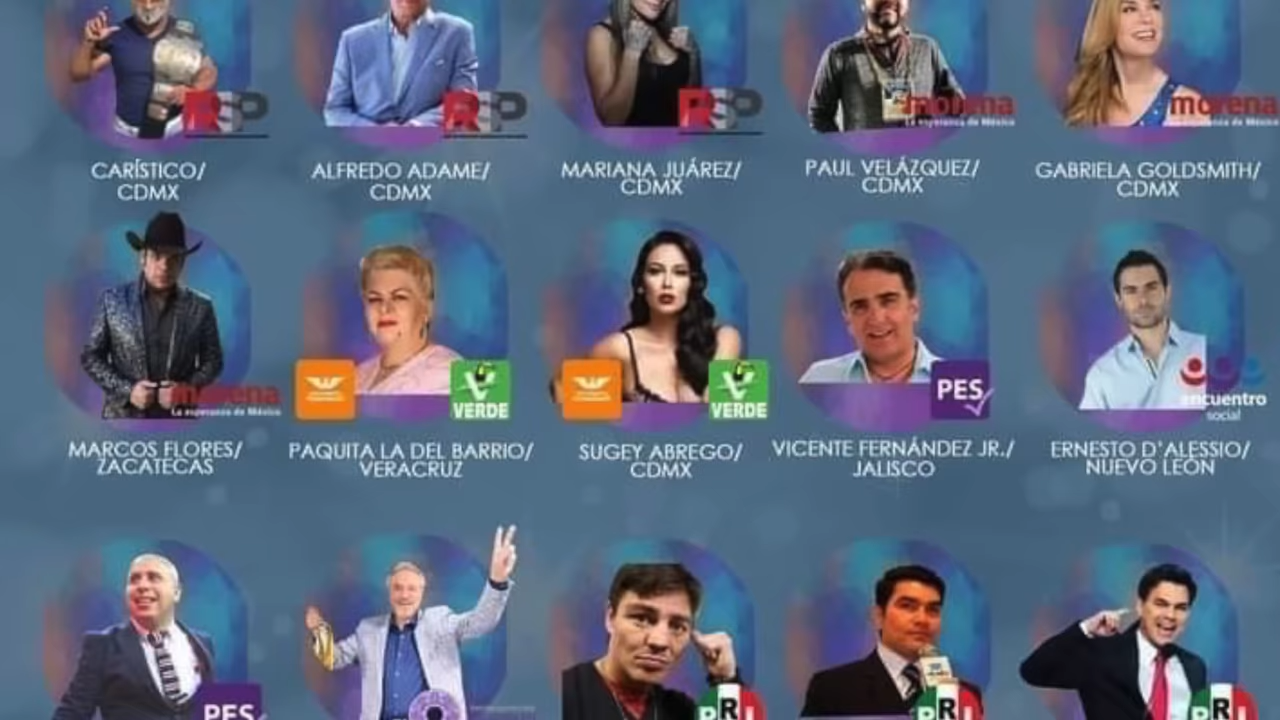 RSP
RSP
RSP
morena
La esperanza de México
morena
La esperanza de México
CARÍSTICO/
CDMX
ALFREDO ADAME/
CDMX
MARIANA JUÁREZ/
CDMX
PAUL VELÁZQUEZ/
CDMX
GABRIELA GOLDSMITH/
CDMX
morena
La esperanza de México
VERDE
VERDE
PES
encuentro
social
MARCOS FLORES/
ZACATECAS
PAQUITA LA DEL BARRIO/
VERACRUZ
SUGEY ABREGO/
CDMX
VICENTE FERNÁNDEZ JR./
JALISCO
ERNESTO D'ALESSIO/
NUEVO LEÓN
PES
PRI
PRI
PRI